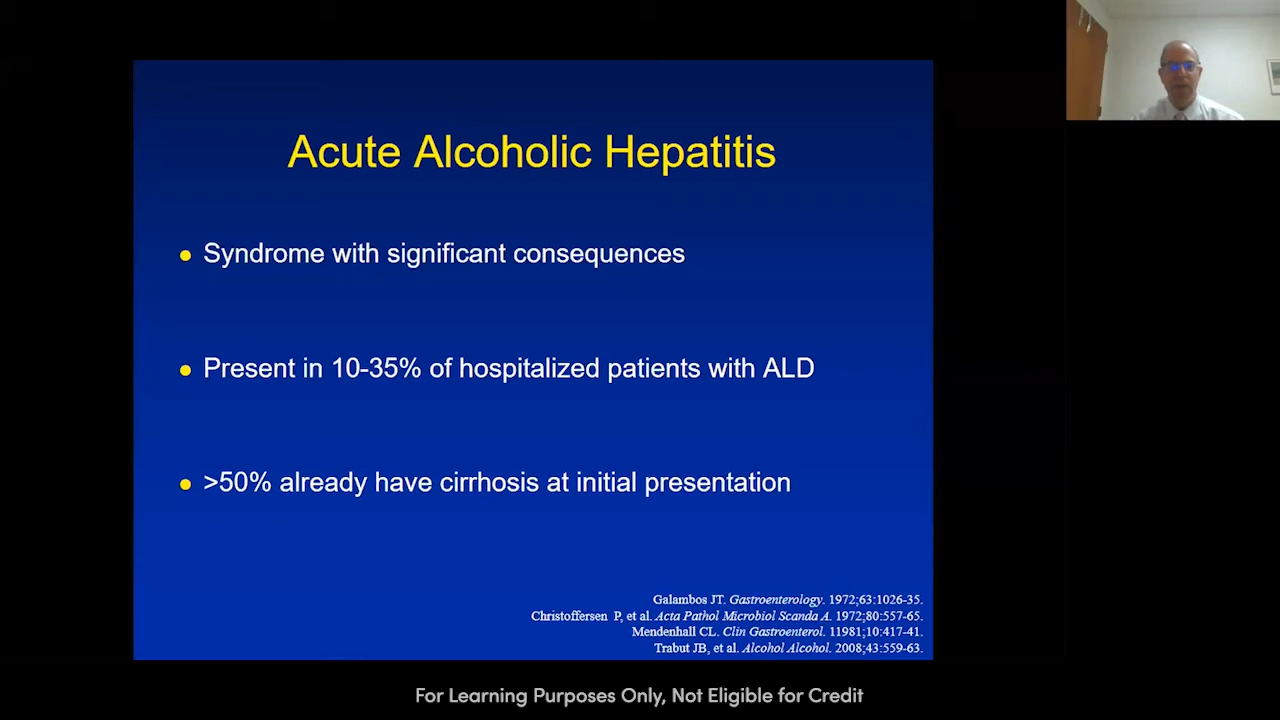 Acute Alcoholic Hepatitis
Syndrome with significant consequences
Present in 10-35% of hospitalized patients with ALD
>50% already have cirrhosis at initial presentation
Galambos JT. Gastroenterology. 1972;63:1026-35.
Christoffersen P, et al. Acta Pathol Microbiol Scanda A. 1972;80:557-65.
Mendenhall CL. Clin Gastroenterol. 11981;10:417-41.
Trabut JB, et al. Alcohol Alcohol. 2008;43:559-63.
For Learning Purposes Only, Not Eligible for Credit